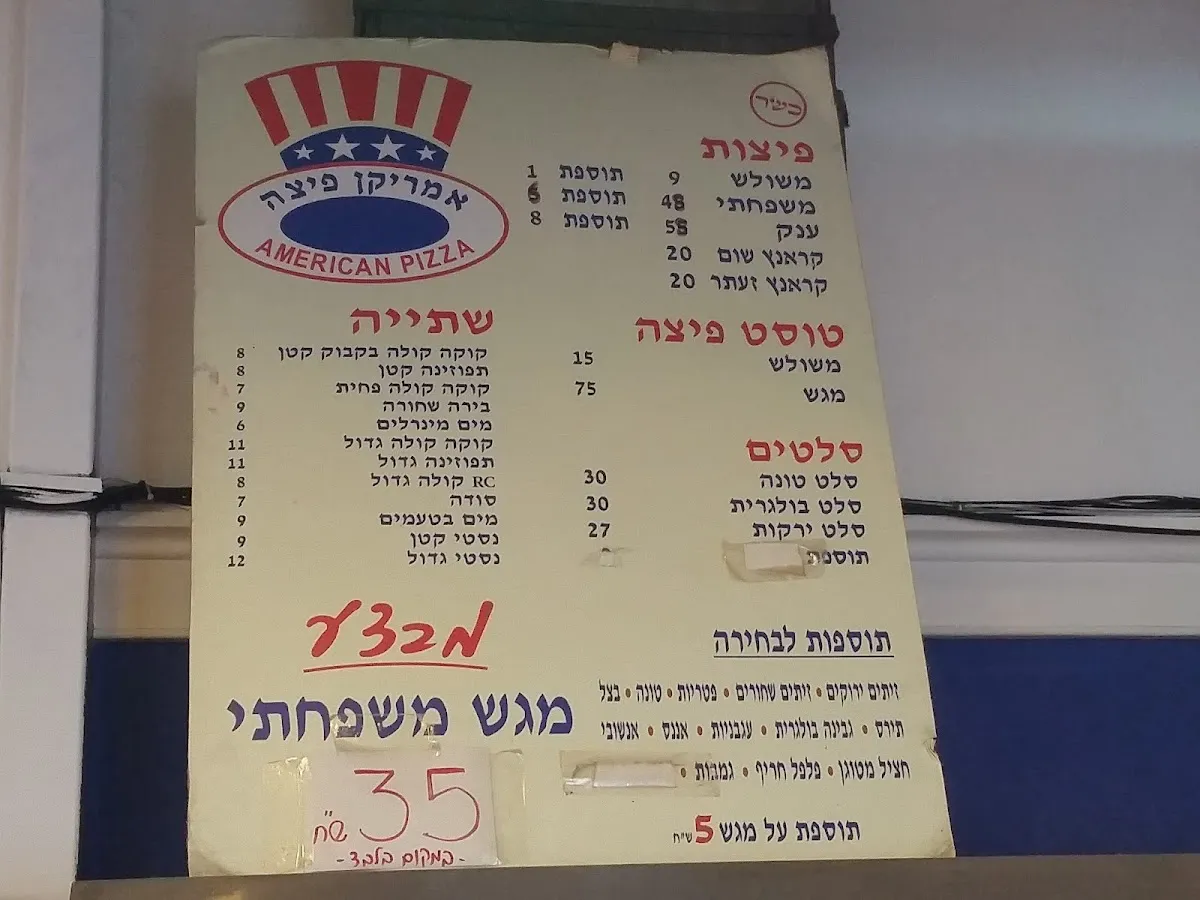 כשר
אמריקן פיצה
AMERICAN PIZZA
פיצות
משולש 9 תוספת 1
משפחתי 48 תוספת
ענק 55 תוספת 8
קראנץ שום 20
קראנץ זעתר 20
טוסט פיצה
משולש 15
מגש 75
סלטים
סלט טונה 30
סלט בולגרית 30
סלט ירקות 27
תוספת
שתייה
קוקה קולה בקבוק קטן 8
תפוזינה קטן 8
קוקה קולה פחית 7
בירה שחורה 9
מים מינרלים 6
קוקה קולה גדול 11
תפוזינה גדול 11
RC קולה גדול 8
סודה 7
מים בטעמים 9
נסטי קטן 9
נסטי גדול 12
תוספות לבחירה
זיתים ירוקים • זיתים שחורים • פטריות • טונה • בצל
תירס • גבינה בולגרית • עגבניות • אננס • אנשובי
חציל מטוגן • פלפל חריף • גמבות •
תוספת על מגש 5 ש"ח
מבצע
מגש משפחתי
35 ש"ח
-במקום בלבד-